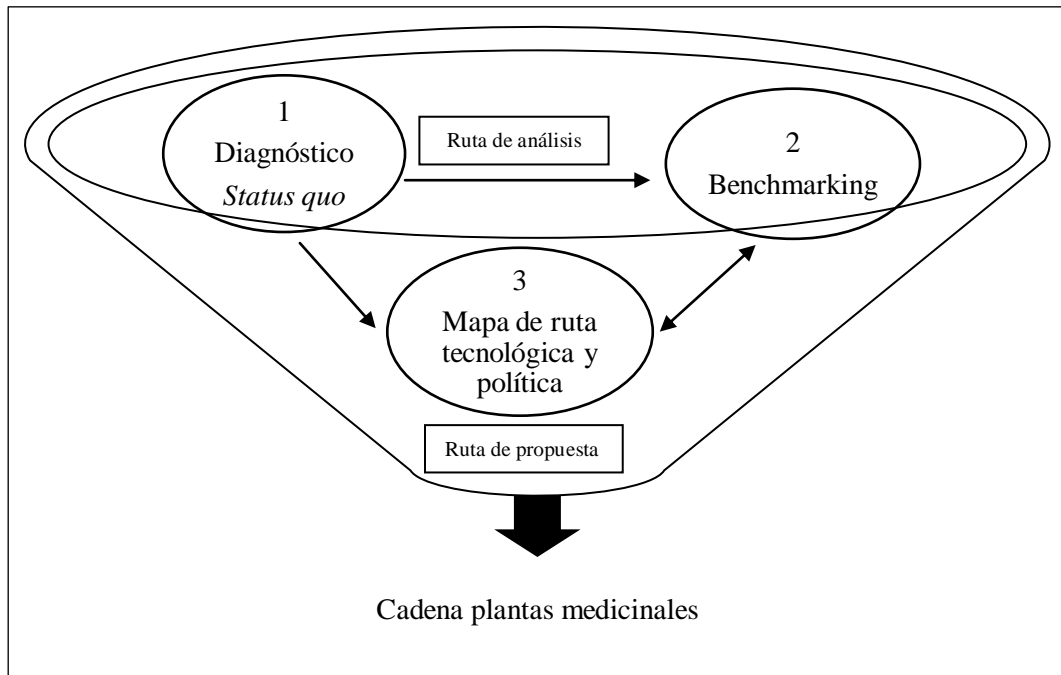 1
Diagnóstico
Status quo
Ruta de análisis
2
Benchmarking
3
Mapa de ruta
tecnológica y
política
Ruta de propuesta
Cadena plantas medicinales